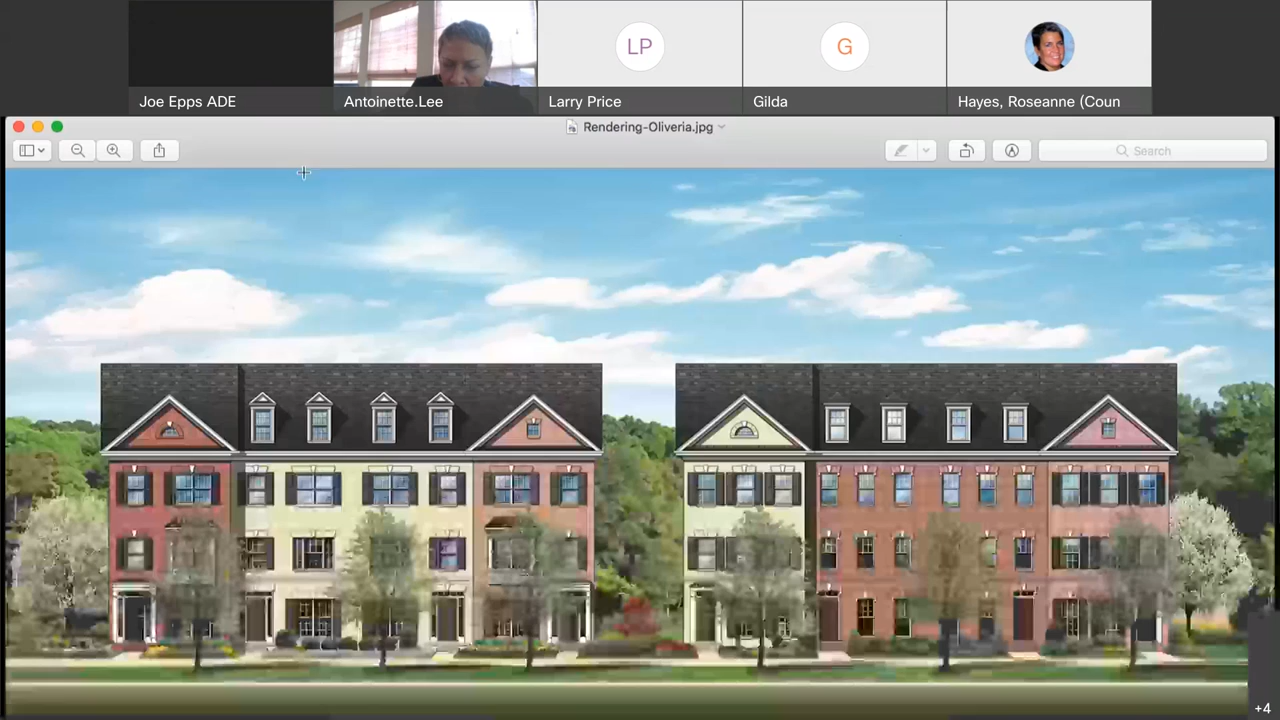 LP
G
Joe Epps ADE
Antoinette.Lee
Larry Price
Gilda
Hayes, Roseanne (Coun
Rendering-Oliveria.jpg
Search
+4